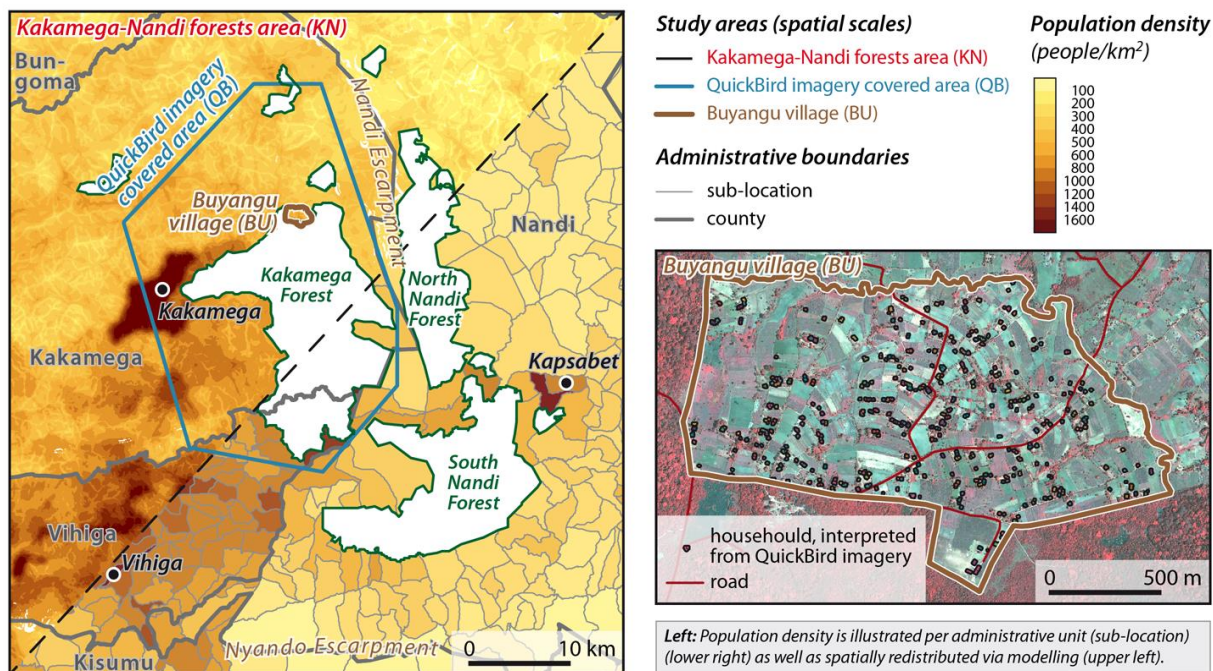 Kakamega-Nandi forests area (KN)
Bun-
goma
QuickBird imagery
covered area (QB)
Nandi Escarpment
Buyangu
village (BU)
Nandi
Kakamega
Forest
North
Nandi
Forest
Kakamega
Kakamega
Kapsabet
South
Nandi
Forest
Vihiga
Vihiga
Nyando Escarpment
Kisumu
0 10 km
Study areas (spatial scales)
Kakamega-Nandi forests area (KN)
QuickBird imagery covered area (QB)
Buyangu village (BU)
Administrative boundaries
sub-location
county
Population density
(people/km²)
100
200
300
400
600
800
1000
1200
1400
1600
Buyangu village (BU)
househould, interpreted
from QuickBird imagery
road
0 500 m
Left: Population density is illustrated per administrative unit (sub-location)
(lower right) as well as spatially redistributed via modelling (upper left).